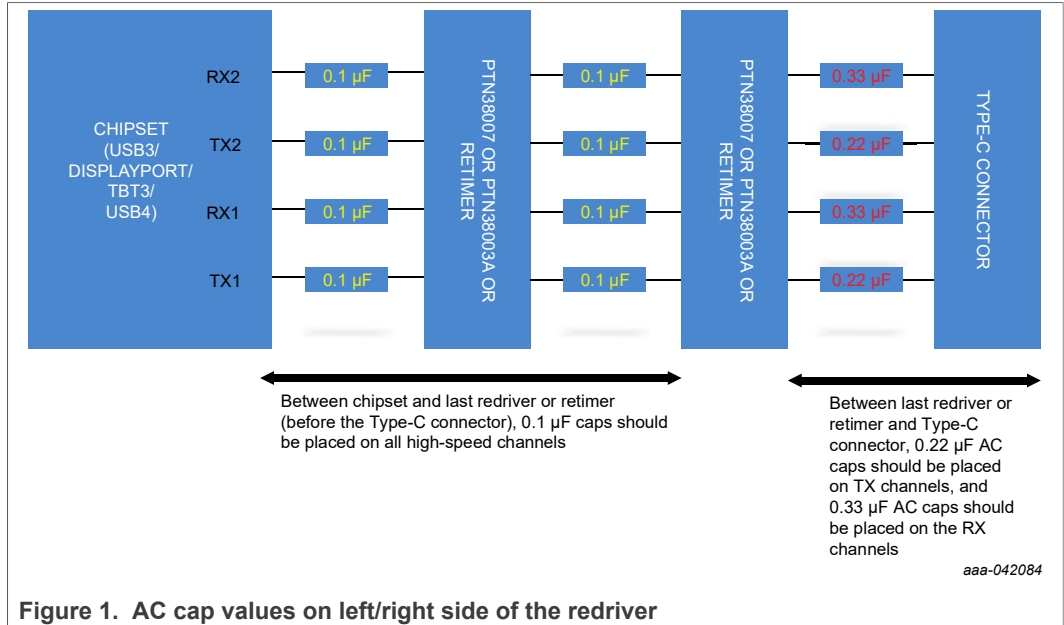 CHIPSET
(USB3/
DISPLAYPORT/
TBT3/
USB4)
RX2
TX2
RX1
TX1
0.1 µF
0.1 µF
0.1 µF
0.1 µF
PTN38007 OR PTN38003A OR
RETIMER
0.1 µF
0.1 µF
0.1 µF
0.1 µF
PTN38007 OR PTN38003A OR
RETIMER
0.33 µF
0.22 µF
0.33 µF
0.22 µF
TYPE-C CONNECTOR
Between chipset and last redriver or retimer
(before the Type-C connector), 0.1 µF caps should
be placed on all high-speed channels
Between last redriver or
retimer and Type-C
connector, 0.22 µF AC
caps should be placed
on TX channels, and
0.33 µF AC caps should
be placed on the RX
channels
aaa-042084
Figure 1. AC cap values on left/right side of the redriver